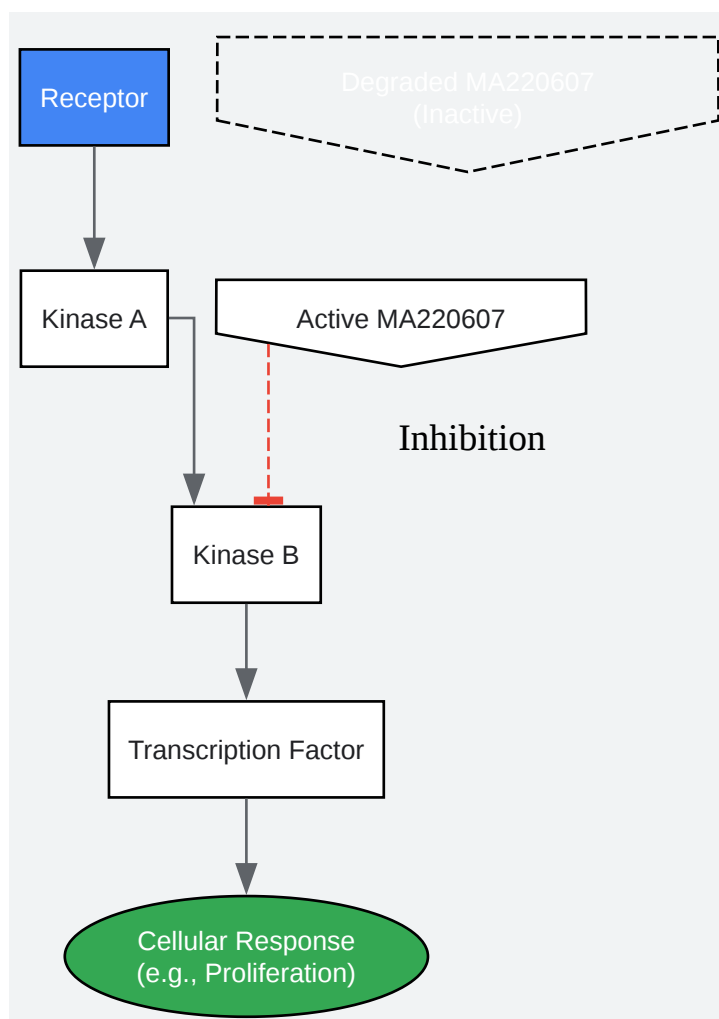 Receptor
Degraded MA220607
(Inactive)
Kinase A
Active MA220607
Inhibition
Kinase B
Transcription Factor
Cellular Response
(e.g., Proliferation)